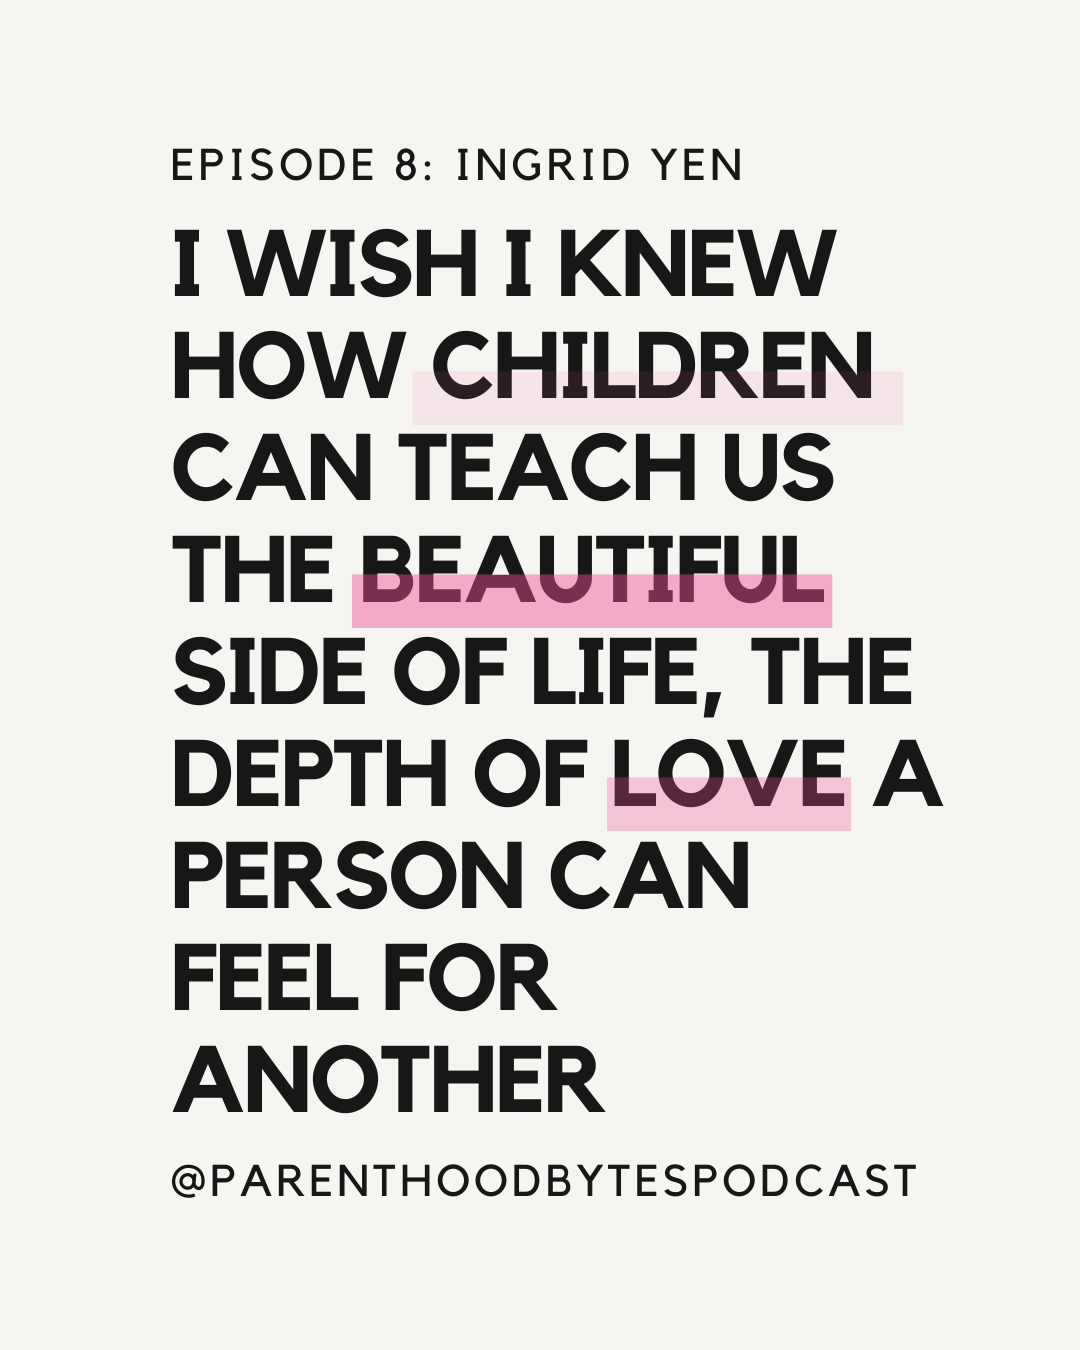 EPISODE 8: INGRID YEN
I WISH I KNEW
HOW CHILDREN
CAN TEACH US
THE BEAUTIFUL
SIDE OF LIFE, THE
DEPTH OF LOVE A
PERSON CAN
FEEL FOR
ANOTHER
@PARENTHOODBYTESPODCAST